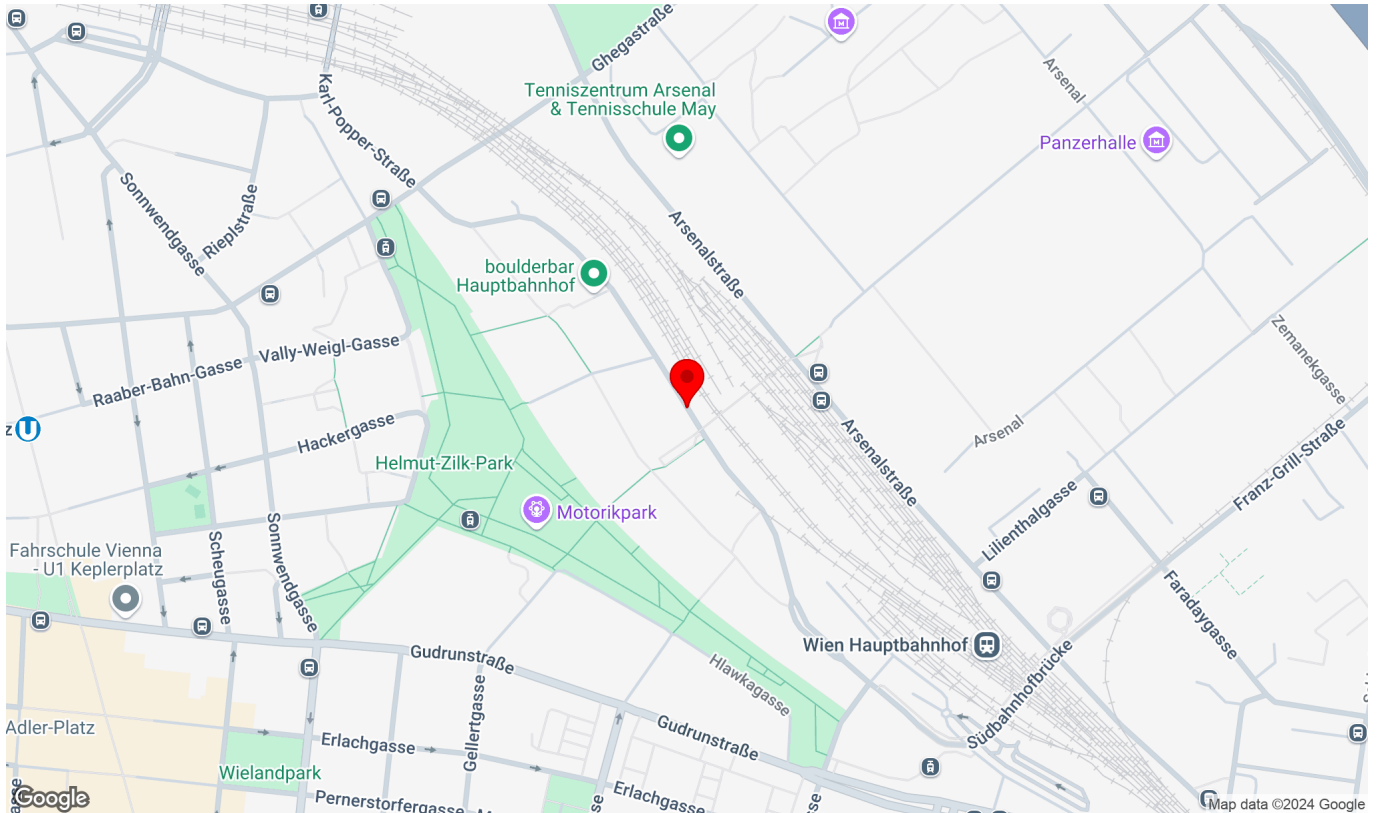 Ghegastraße
Karl-Popper-Straße
Tenniszentrum Arsenal
& Tennisschule May
Arsenal
Panzerhalle
Sonnwendgasse
Rieplstraße
Arsenalstraße
boulderbar
Hauptbahnhof
Vally-Weigl-Gasse
Raaber-Bahn-Gasse
Zemanekgasse
z
U
Hackergasse
Arsenal
Arsenalstraße
Franz-Grill-Straße
Helmut-Zilk-Park
Motorikpark
Lilienthalgasse
Fahrschule Vienna
- U1 Keplerplatz
Scheugasse
Sonnwendgasse
Faradaygasse
Gudrunstraße
Hlawkagasse
Wien Hauptbahnhof
Südbahnhofbrücke
Gellertgasse
Adler-Platz
Erlachgasse
Gudrunstraße
Wielandpark
Pernerstorfergasse
Erlachgasse
Google
Map data ©2024 Google